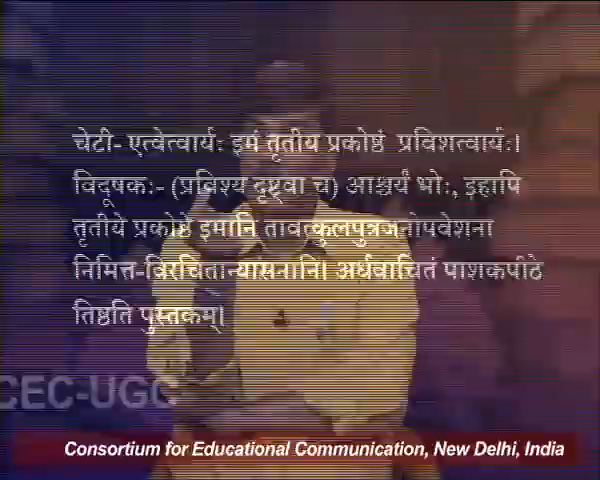 चेटी- एत्वेत्वार्यः इमं तृतीय प्रकोष्ठं प्रविशत्वार्यः।
विदूषकः- (प्रविश्य दृष्ट्वा च) आश्चर्यं भोः, इहापि
तृतीये प्रकोष्ठे इमानि तावत्कुलपुत्रजनोपवेशना
निमित्त-विरचितान्यासनानि। अर्धवाचितं पाशकपीठे
तिष्ठति पुस्तकम्।
CEC-UGC
Consortium for Educational Communication, New Delhi, India